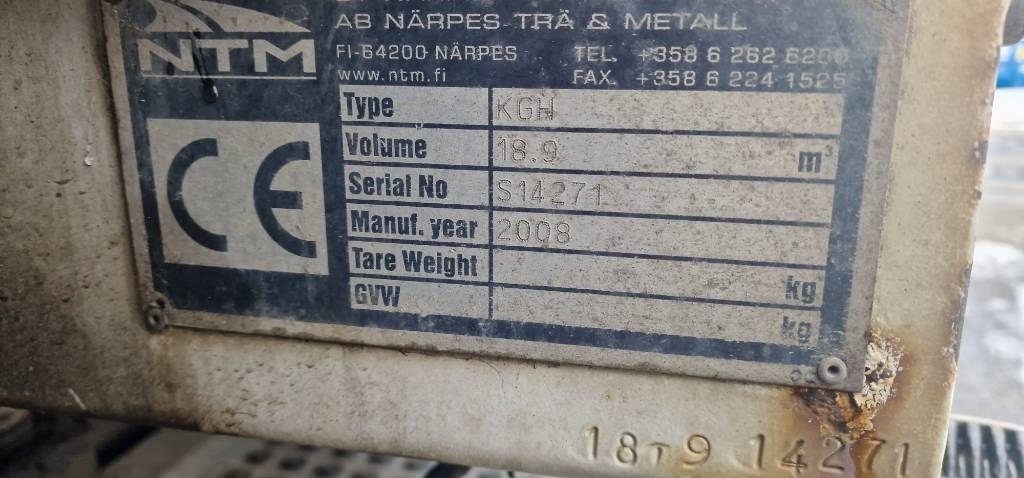 NTM
AB NÄRPES TRÄ & METALL
FI-64200 NÄRPES TEL. +358 6 262 6200
www.ntm.fi FAX. +358 6 224 1525
CE
Type KGH
Volume 18.9 m³
Serial No S14271
Manuf. year 2008
Tare Weight kg
GVW kg
18T9 14271